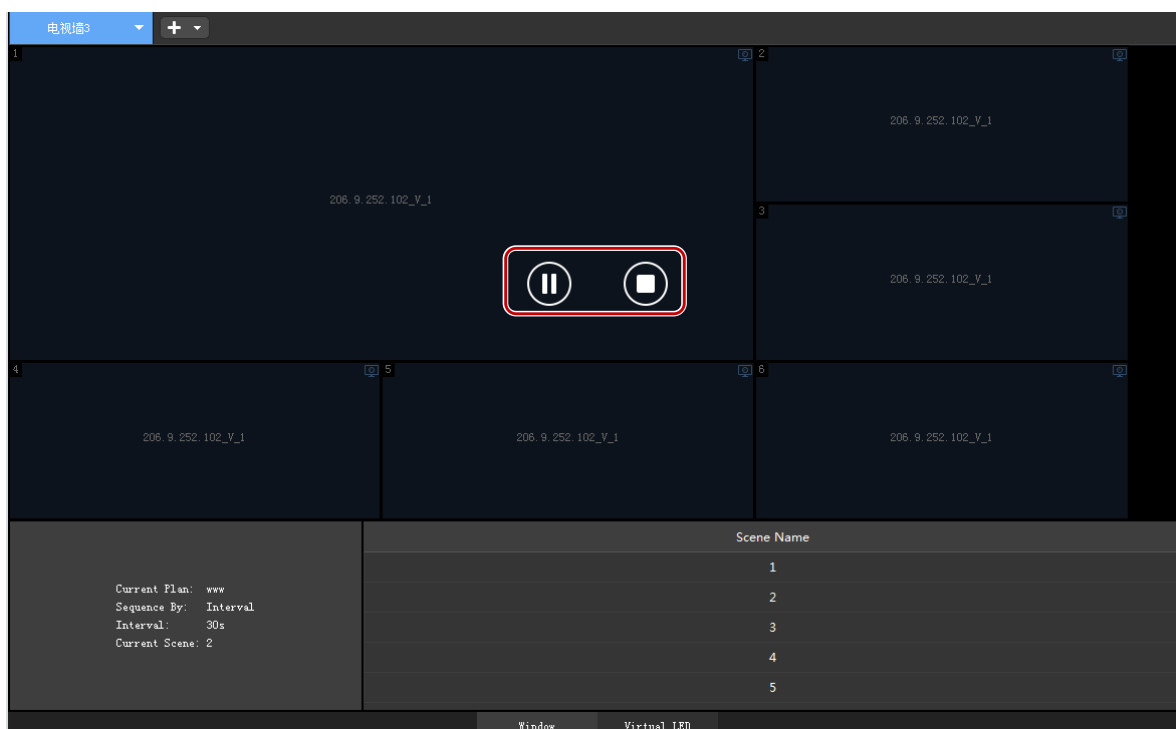 电视墙3
1
2
206.9.252.102_V_1
206.9.252.102_V_1
3
206.9.252.102_V_1
4
5
6
206.9.252.102_V_1
206.9.252.102_V_1
206.9.252.102_V_1
Scene Name
1
2
3
4
5
Current Plan: www
Sequence By: Interval
Interval: 30s
Current Scene: 2
Window
Virtual LED